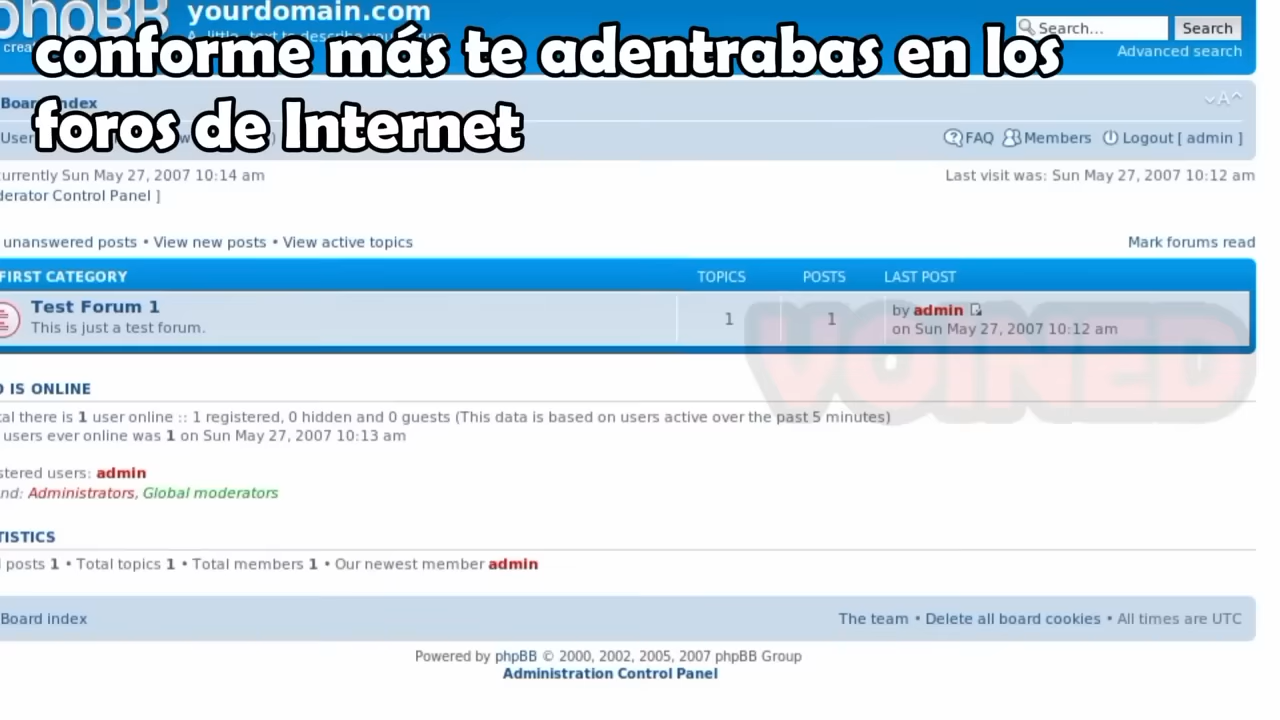 phpBB
yourdomain.com
Search... Search
Advanced search
conforme más te adentrabas en los
foros de Internet
Board index
User
FAQ Members Logout [ admin ]
Sun May 27, 2007 10:14 am
Last visit was: Sun May 27, 2007 10:12 am
Control Panel ]
unanswered posts • View new posts • View active topics
Mark forums read
FIRST CATEGORY TOPICS POSTS LAST POST
Test Forum 1
This is just a test forum.
1 1
by admin
on Sun May 27, 2007 10:12 am
VOINED
IS ONLINE
there is 1 user online :: 1 registered, 0 hidden and 0 guests (This data is based on users active over the past 5 minutes)
users ever online was 1 on Sun May 27, 2007 10:13 am
users: admin
Administrators, Global moderators
posts 1 • Total topics 1 • Total members 1 • Our newest member admin
Board index
The team • Delete all board cookies • All times are UTC
Powered by phpBB © 2000, 2002, 2005, 2007 phpBB Group
Administration Control Panel